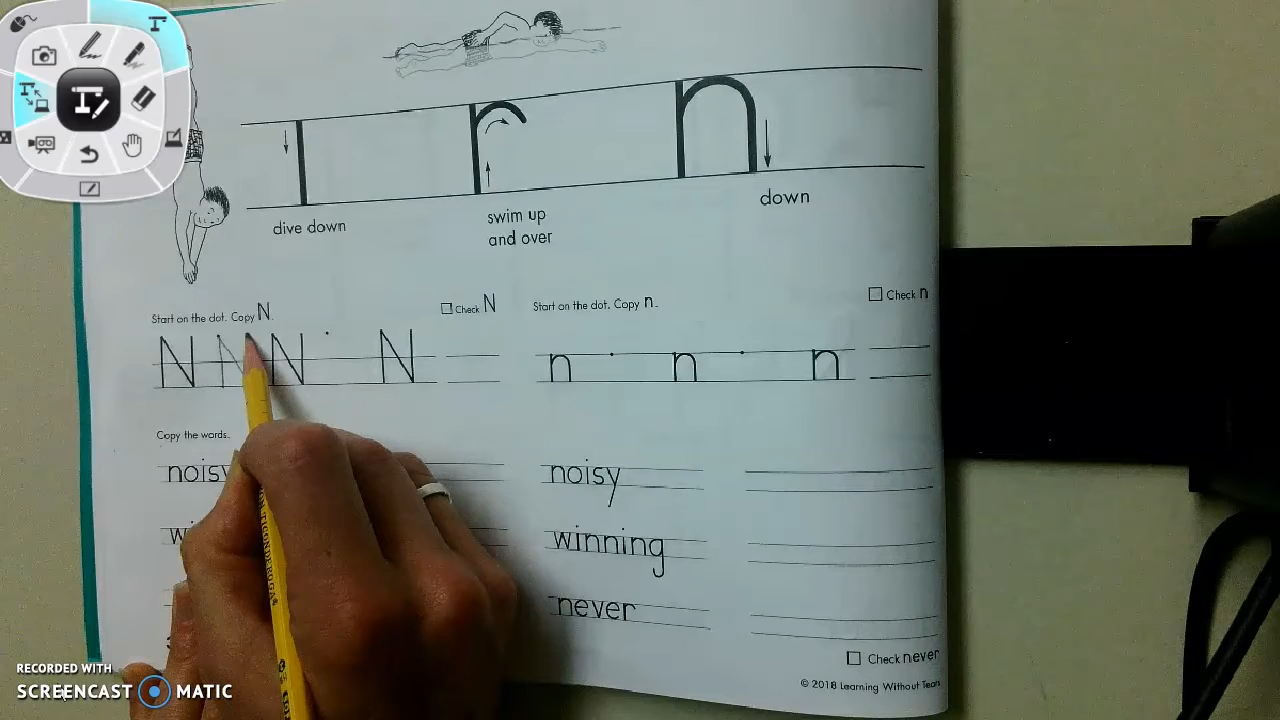 dive down
swim up
and over
down
Start on the dot. Copy N.
Check N
Start on the dot. Copy n.
Check n
N N N N
n n n
Copy the words.
noisy
noisy
winning
never
Check never
© 2018 Learning Without Tears
RECORDED WITH
SCREENCAST MATIC